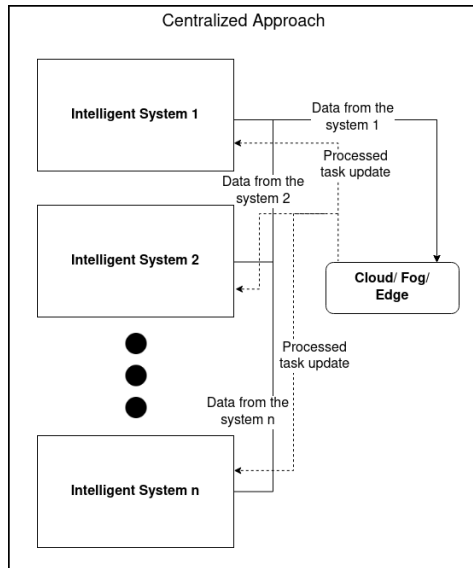 Centralized Approach
Intelligent System 1
Data from the
system 1
Processed
task update
Data from the
system 2
Intelligent System 2
Cloud/ Fog/
Edge
Processed
task update
Data from the
system n
Intelligent System n